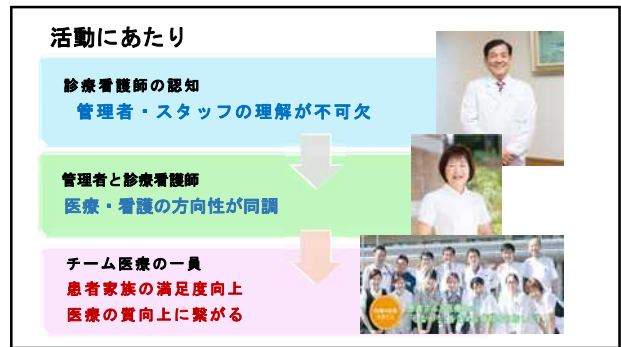 活動にあたり
診療看護師の認知
管理者・スタッフの理解が不可欠
管理者と診療看護師
医療・看護の方向性が同調
チーム医療の一員
患者家族の満足度向上
医療の質向上に繋がる